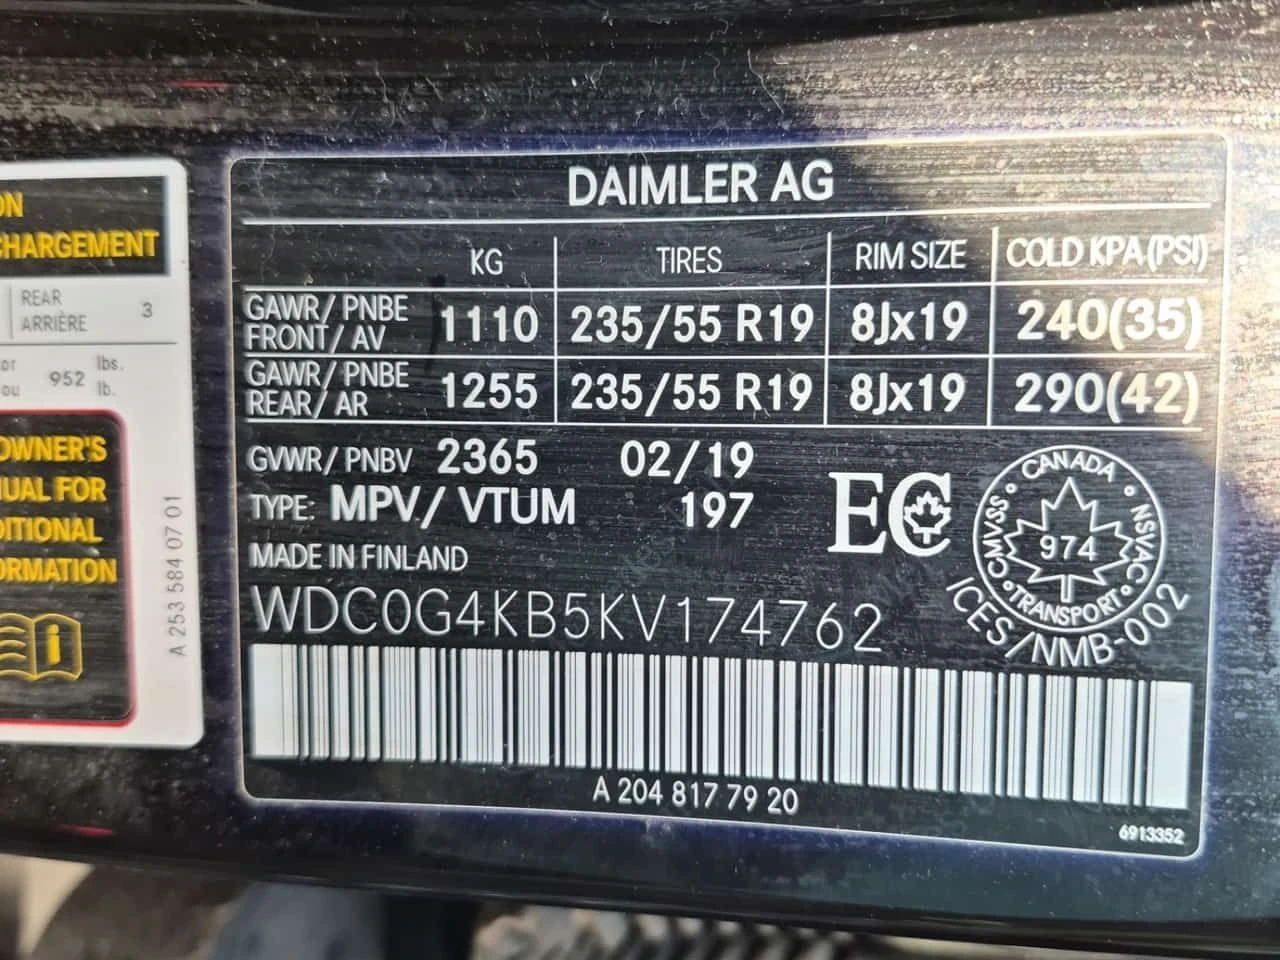 ON
CHARGEMENT
REAR 3
ARRIÈRE
or 952 lbs.
ou lb.
OWNER'S
UAL FOR
DITIONAL
ORMATION
i
A 253 584 07 01
DAIMLER AG
KG TIRES RIM SIZE COLD KPA(PSI)
GAWR/ PNBE FRONT/ AV 1110 235/55 R19 8Jx19 240(35)
GAWR/ PNBE REAR/ AR 1255 235/55 R19 8Jx19 290(42)
GVWR/ PNBV 2365 02/19
TYPE: MPV/ VTUM 197
MADE IN FINLAND
WDC0G4KB5KV174762
EC
CANADA
CMVSS 974 NSVAC
TRANSPORT
ICES/NMB-002
A 204 817 79 20
6913352